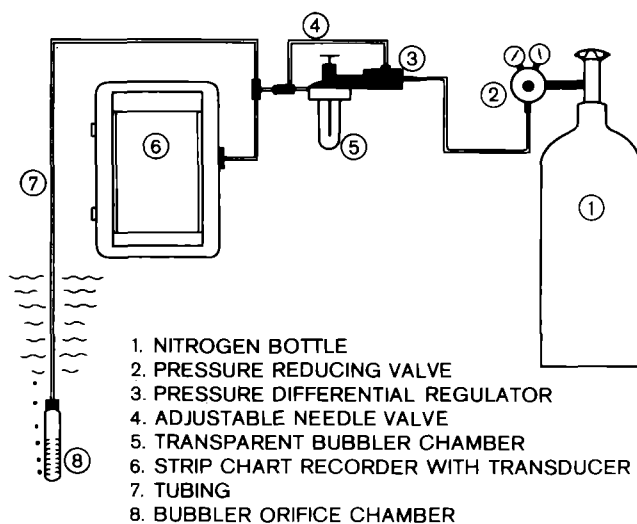 4
3
2
1
5
6
7
8
1. NITROGEN BOTTLE
2. PRESSURE REDUCING VALVE
3. PRESSURE DIFFERENTIAL REGULATOR
4. ADJUSTABLE NEEDLE VALVE
5. TRANSPARENT BUBBLER CHAMBER
6. STRIP CHART RECORDER WITH TRANSDUCER
7. TUBING
8. BUBBLER ORIFICE CHAMBER